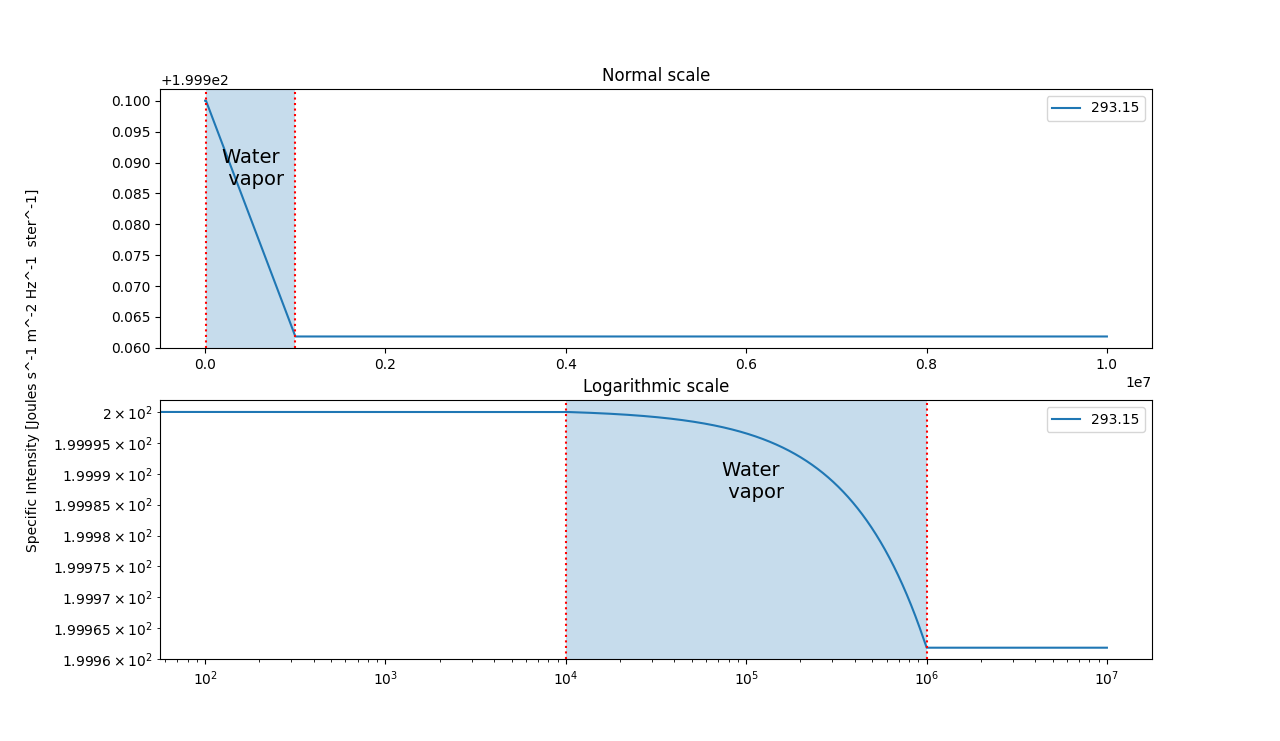 Normal scale
+1.999e2
293.15
0.100
0.095
0.090
0.085
0.080
0.075
0.070
0.065
0.060
Water
vapor
0.0 0.2 0.4 0.6 0.8 1.0
1e7
Specific Intensity [Joules s^-1 m^-2 Hz^-1  ster^-1]
Logarithmic scale
293.15
2 × 10²
1.99995 × 10²
1.9999 × 10²
1.99985 × 10²
1.9998 × 10²
1.99975 × 10²
1.9997 × 10²
1.99965 × 10²
1.9996 × 10²
Water
vapor
10² 10³ 10⁴ 10⁵ 10⁶ 10⁷